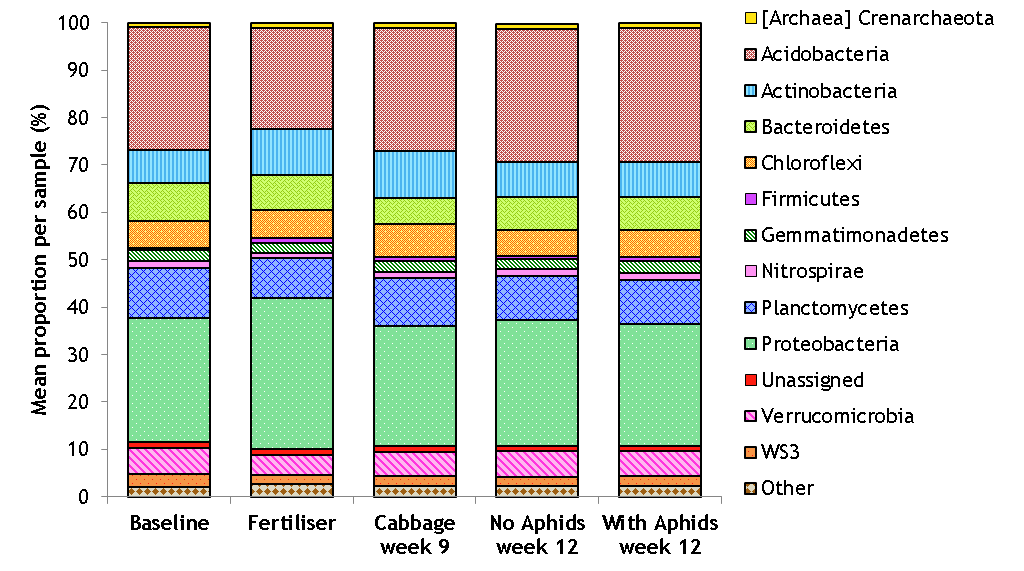 Mean proportion per sample (%)
100
90
80
70
60
50
40
30
20
10
0
Baseline
Fertiliser
Cabbage
week 9
No Aphids
week 12
With Aphids
week 12
[Archaea] Crenarchaeota
Acidobacteria
Actinobacteria
Bacteroidetes
Chloroflexi
Firmicutes
Gemmatimonadetes
Nitrospirae
Planctomycetes
Proteobacteria
Unassigned
Verrucomicrobia
WS3
Other